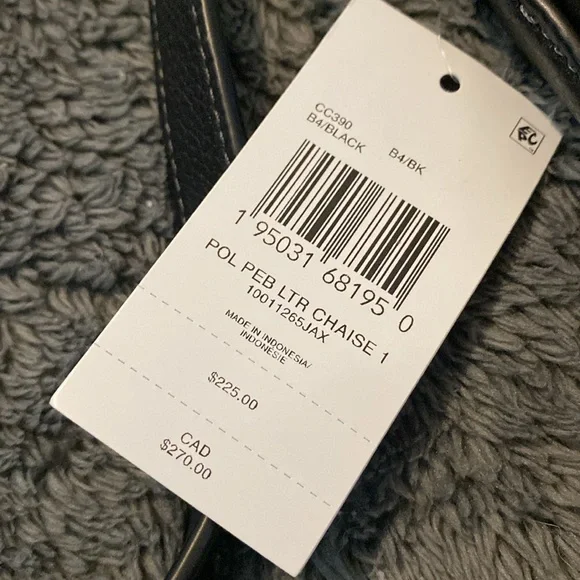 CC390
B4/BLACK B4/BK
1 95031 68195 0
POL PEB LTR CHAISE 1
10011265JAX
MADE IN INDONESIA/
INDONESIE
$225.00
CAD
$270.00